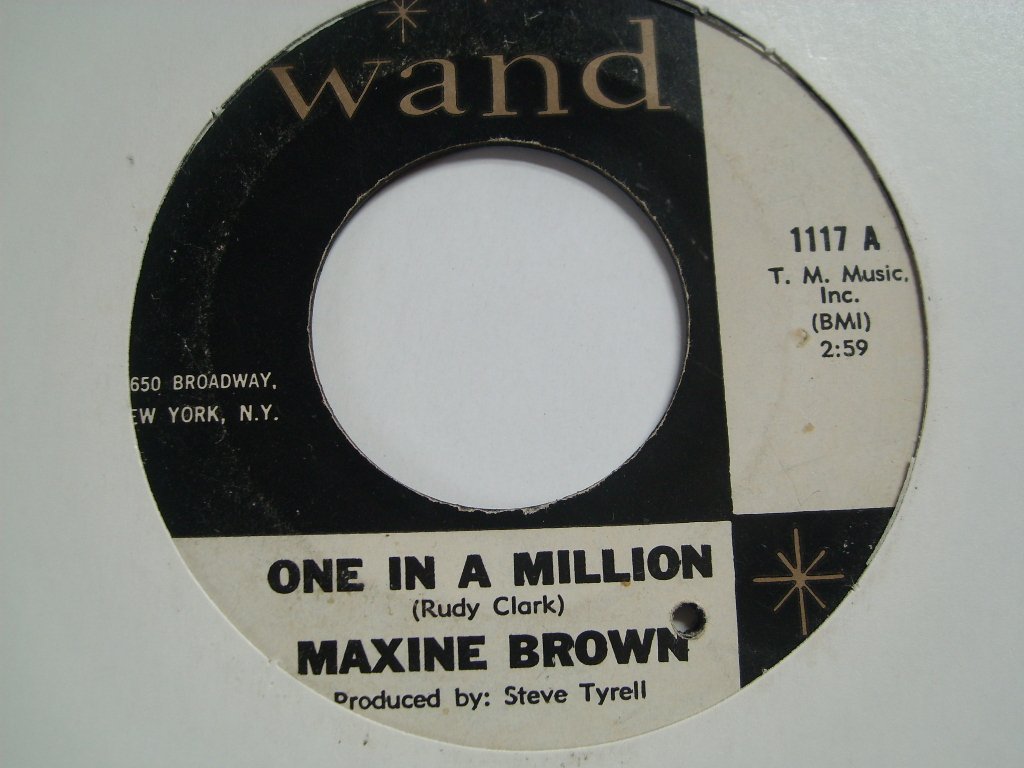 wand
1117 A
T. M. Music,
Inc.
(BMI)
2:59
650 BROADWAY,
EW YORK, N.Y.
ONE IN A MILLION
(Rudy Clark)
MAXINE BROWN
Produced by: Steve Tyrell